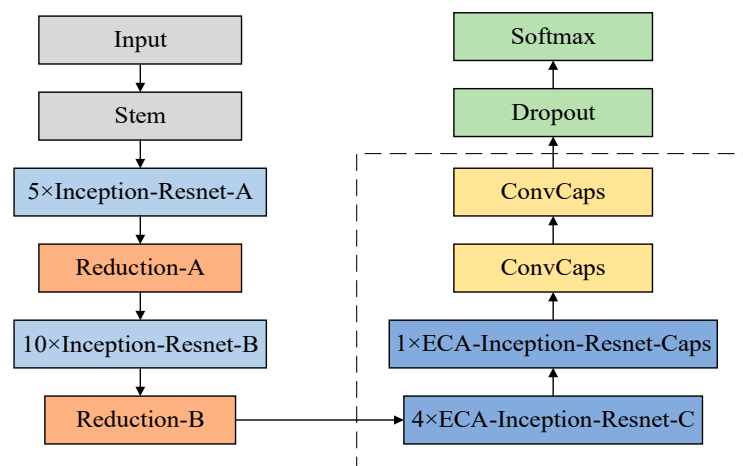 Input
Stem
5×Inception-Resnet-A
Reduction-A
10×Inception-Resnet-B
Reduction-B
Softmax
Dropout
ConvCaps
ConvCaps
1×ECA-Inception-Resnet-Caps
4×ECA-Inception-Resnet-C